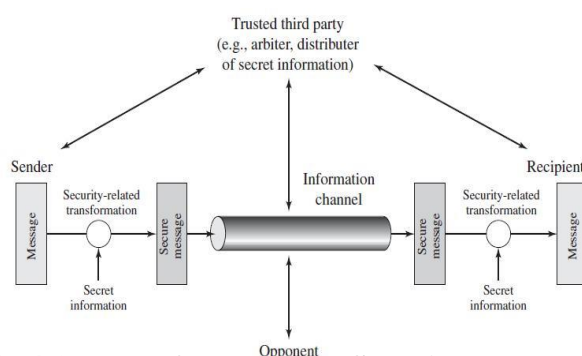 Trusted third party
(e.g., arbiter, distributer
of secret information)
Sender
Recipient
Information
channel
Security-related
transformation
Security-related
transformation
Message
Secure
message
Secure
message
Message
Secret
information
Secret
information
Opponent